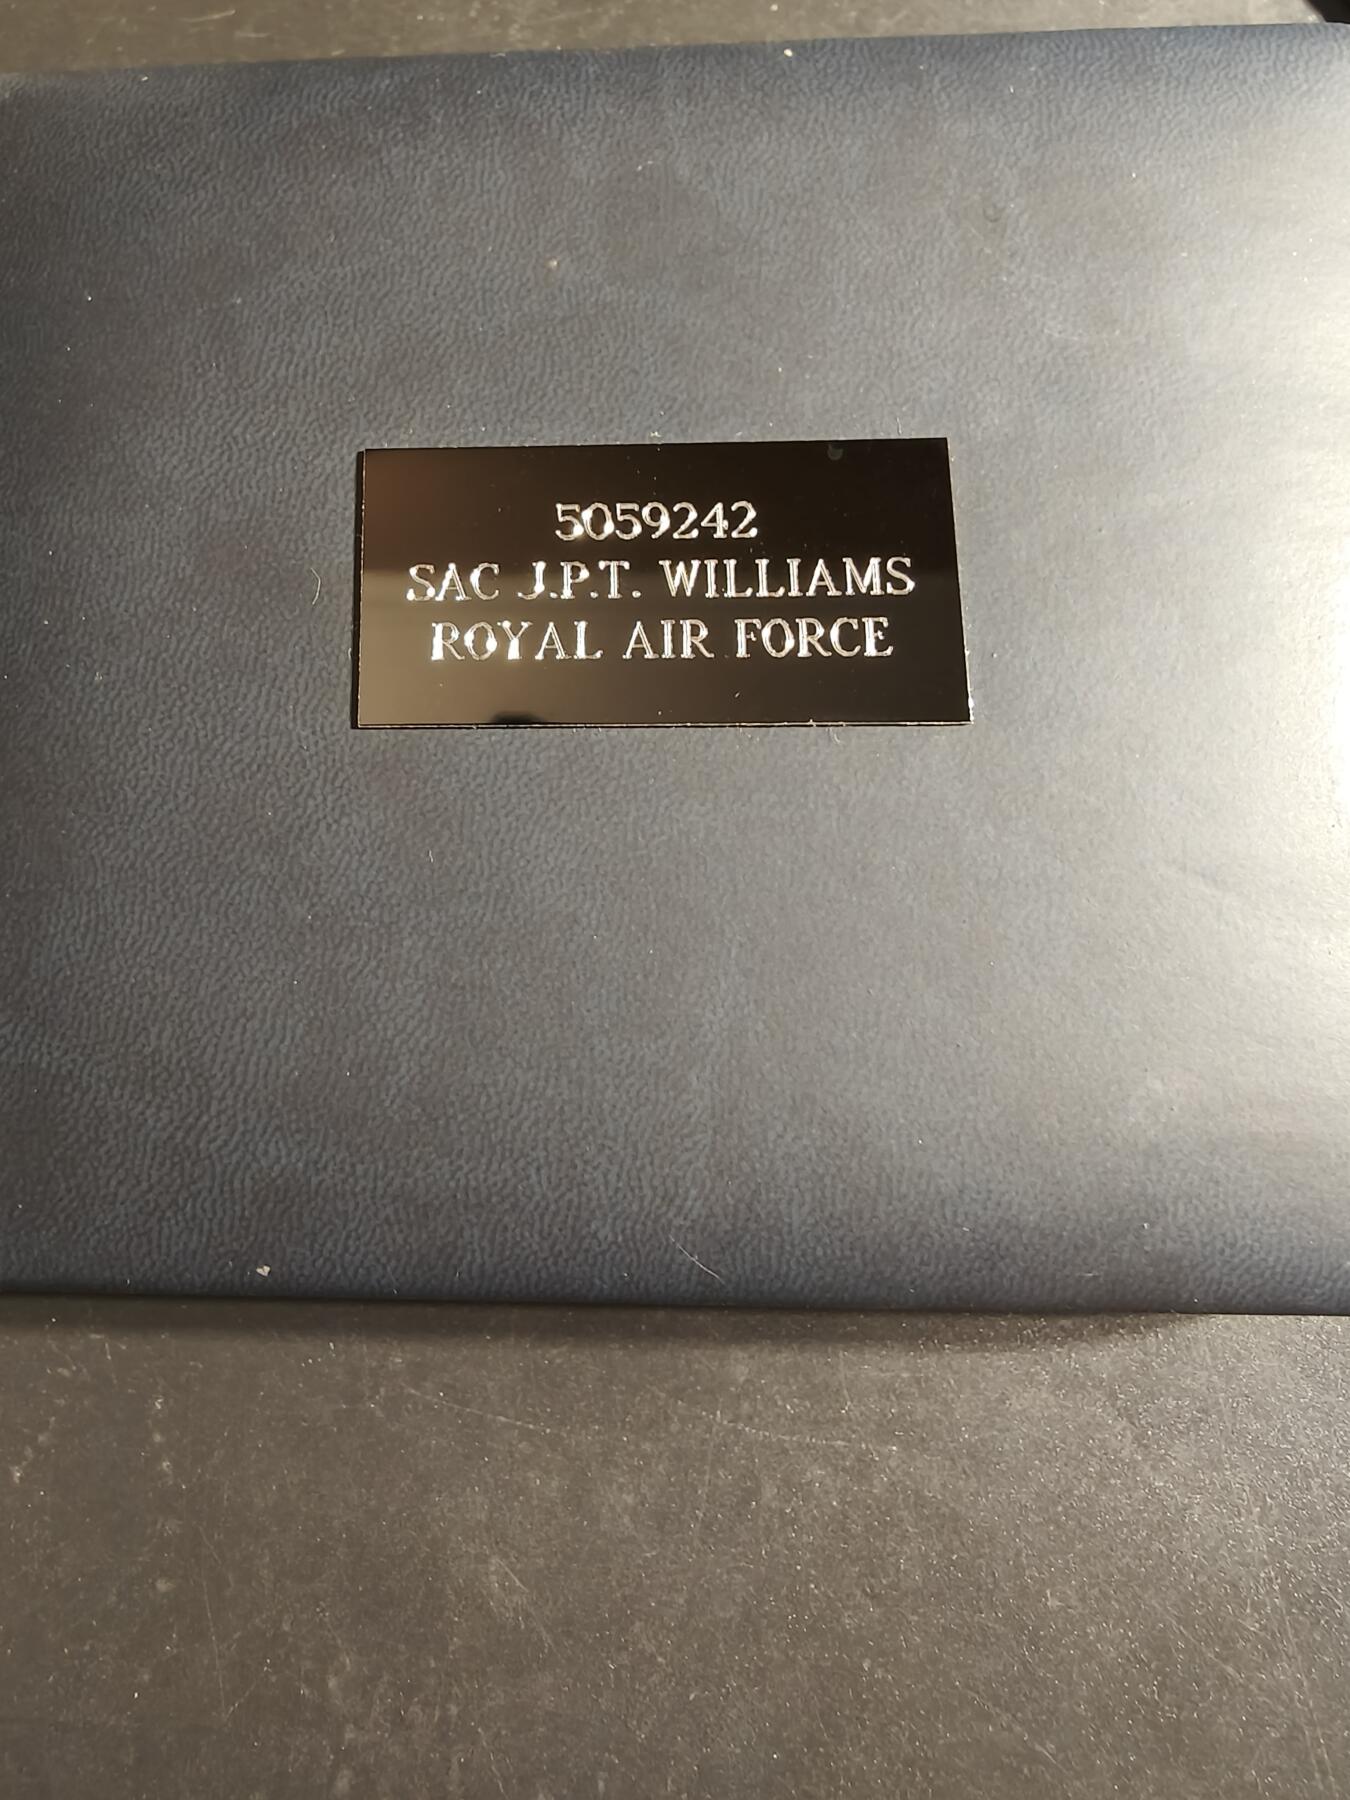 5059242
SAC J.P.T. WILLIAMS
ROYAL AIR FORCE